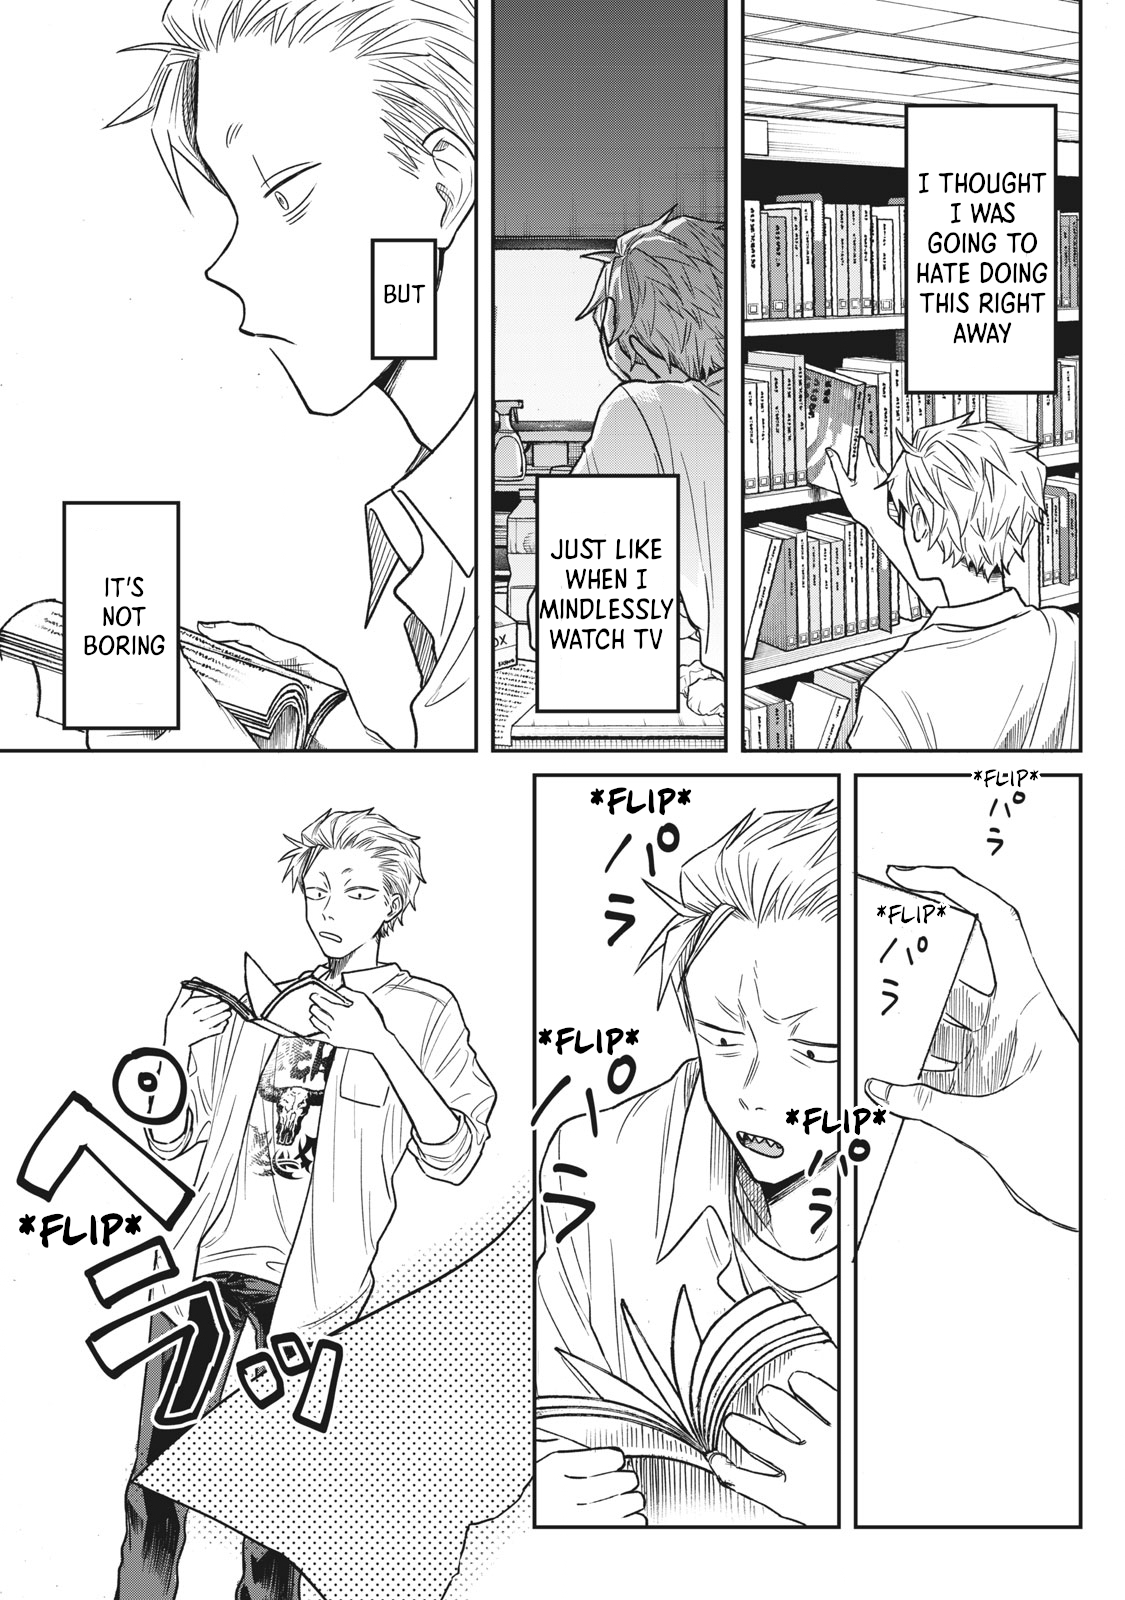 I THOUGHT
I WAS
GOING TO
HATE DOING
THIS RIGHT
AWAY
JUST LIKE
WHEN I
MINDLESSLY
WATCH TV
BUT
IT'S
NOT
BORING
*FLIP*
パラ
*FLIP*
パラ
*FLIP*
パラ
*FLIP*
パラ
*FLIP*
パラ
*FLIP*
ペラッ